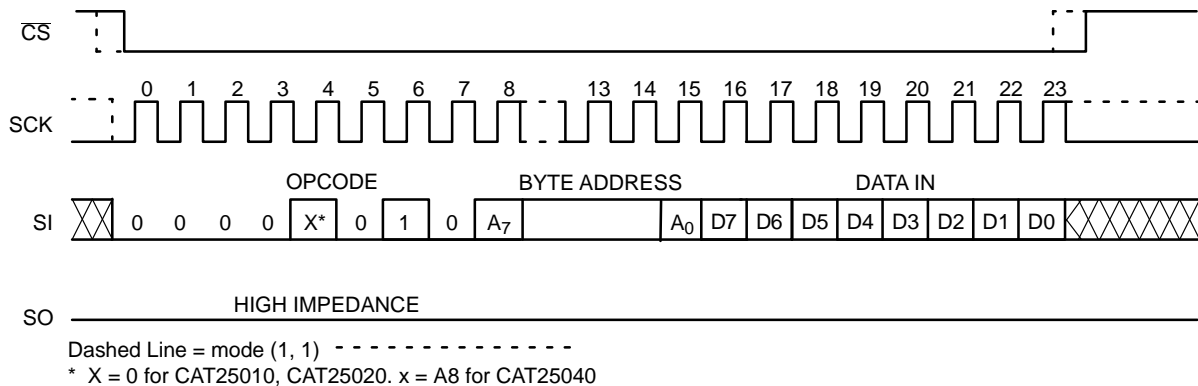 CS
0 1 2 3 4 5 6 7 8 13 14 15 16 17 18 19 20 21 22 23
SCK
OPCODE BYTE ADDRESS DATA IN
SI 0 0 0 0 X* 0 1 0 A7 A0 D7 D6 D5 D4 D3 D2 D1 D0
HIGH IMPEDANCE
SO
Dashed Line = mode (1, 1)
* X = 0 for CAT25010, CAT25020. x = A8 for CAT25040